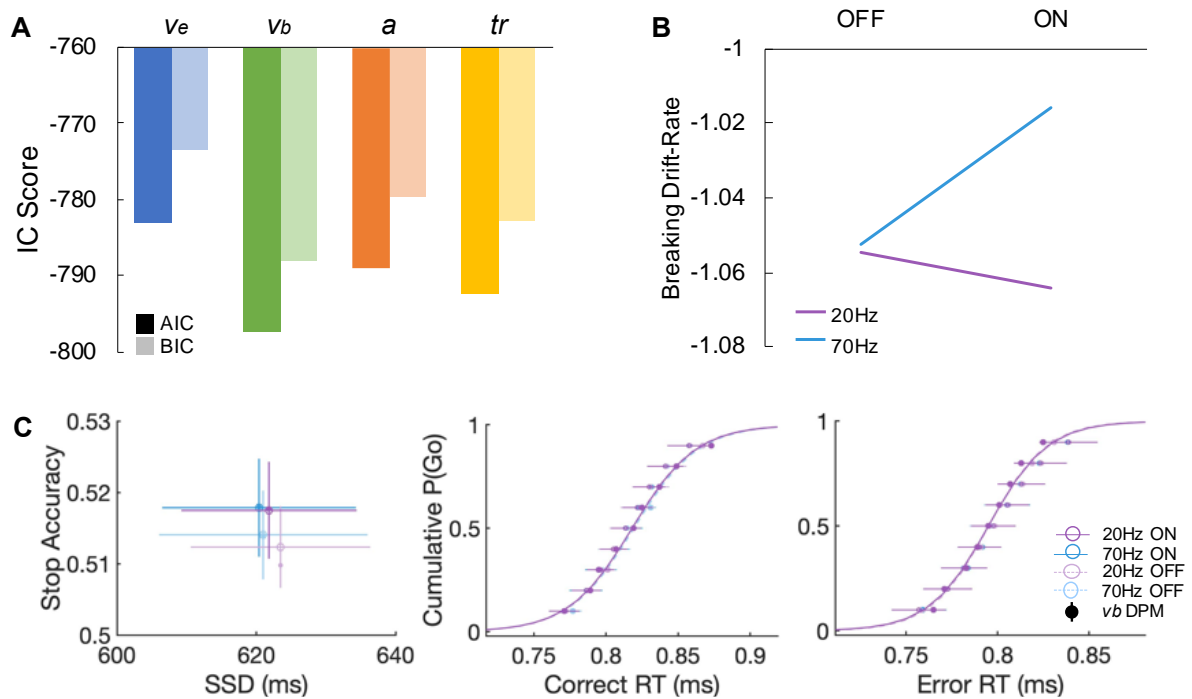 A
ve vb a tr
-760
-770
-780
-790
-800
IC Score
AIC
BIC
B
OFF ON
-1
-1.02
-1.04
-1.06
-1.08
Breaking Drift-Rate
20Hz
70Hz
C
0.53
0.52
0.51
0.5
Stop Accuracy
600 620 640
SSD (ms)
1
0.5
0
Cumulative P(Go)
0.75 0.8 0.85 0.9
Correct RT (ms)
1
0.5
0
0.75 0.8 0.85
Error RT (ms)
20Hz ON
70Hz ON
20Hz OFF
70Hz OFF
vb DPM